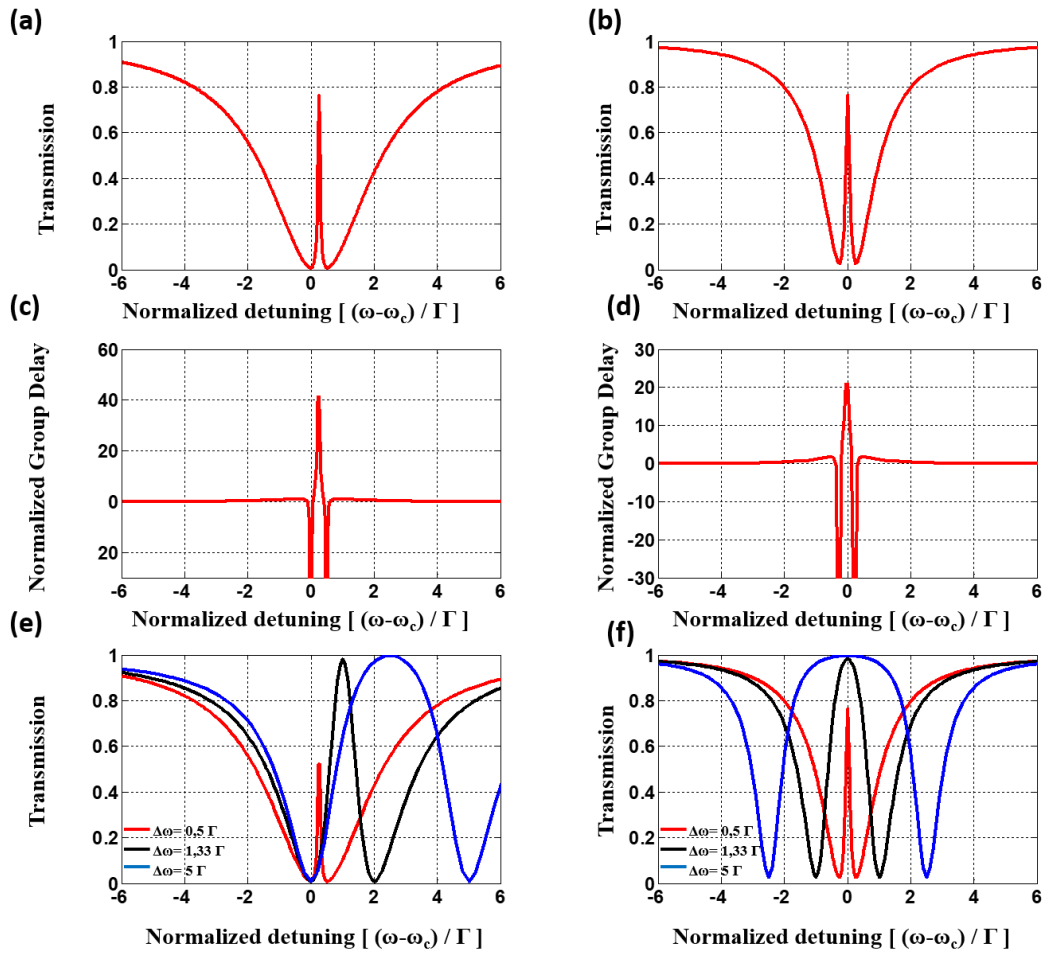 (a)
(b)
Transmission
1
0.8
0.6
0.4
0.2
0
-6 -4 -2 0 2 4 6
Normalized detuning [ (ω-ω_c) / Γ ]
Transmission
1
0.8
0.6
0.4
0.2
0
-6 -4 -2 0 2 4 6
Normalized detuning [ (ω-ω_c) / Γ ]
(c)
(d)
Normalized Group Delay
60
40
20
0
20
-6 -4 -2 0 2 4 6
Normalized detuning [ (ω-ω_c) / Γ ]
Normalized Group Delay
30
20
10
0
-10
-20
-30
-6 -4 -2 0 2 4 6
Normalized detuning [ (ω-ω_c) / Γ ]
(e)
(f)
Transmission
1
0.8
0.6
0.4
0.2
0
Δω= 0,5 Γ
Δω= 1,33 Γ
Δω= 5 Γ
-6 -4 -2 0 2 4 6
Normalized detuning [ (ω-ω_c) / Γ ]
Transmission
1
0.8
0.6
0.4
0.2
0
Δω= 0,5 Γ
Δω= 1,33 Γ
Δω= 5 Γ
-6 -4 -2 0 2 4 6
Normalized detuning [ (ω-ω_c) / Γ ]